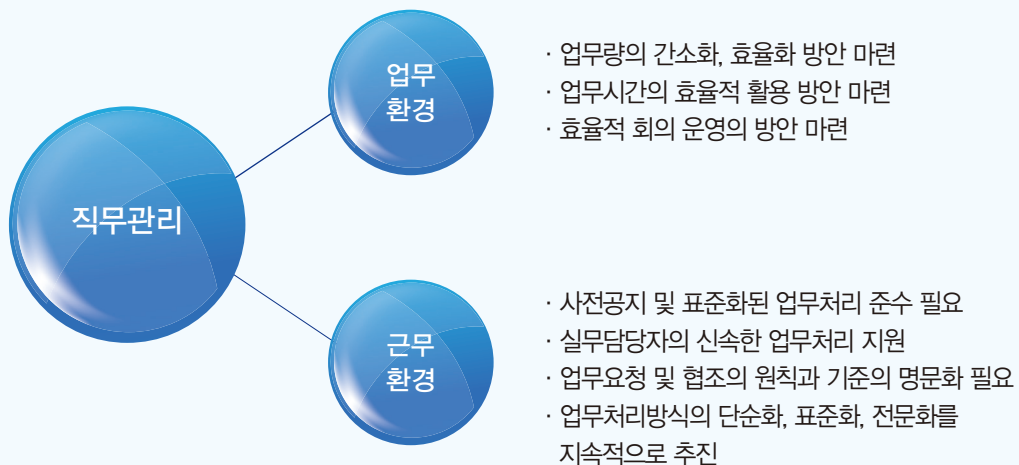 직무관리
업무
환경
· 업무량의 간소화, 효율화 방안 마련
· 업무시간의 효율적 활용 방안 마련
· 효율적 회의 운영의 방안 마련
근무
환경
· 사전공지 및 표준화된 업무처리 준수 필요
· 실무담당자의 신속한 업무처리 지원
· 업무요청 및 협조의 원칙과 기준의 명문화 필요
· 업무처리방식의 단순화, 표준화, 전문화를
지속적으로 추진